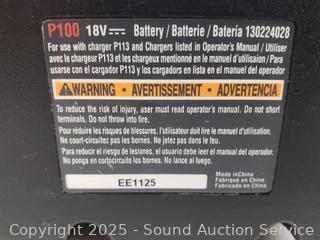 P100 18V⎓ Battery / Batterie / Batería 130224028
For use with charger P113 and Chargers listed in Operator's Manual / Utiliser
avec le chargeur P113 et les chargeux mentionné en le manuel d'utilisaion / Para
usarse con el cargador P113 y los cargadors en lista en el manual del operador
⚠WARNING • AVERTISSEMENT • ADVERTENCIA
To reduce the risk of injury, user must read operator's manual. Do not short
terminals. Do not throw into fire.
Pour réduire les risques de blessures, l'utilisateur doit lire le manuel d'utilisation.
Ne court-circuitez pas les bornes. Ne jetez pas dans le feu.
Para reducir el riesgo de lesiones, el usuario debe leer el manual del operador.
No ponga en cortocircuito los bornes. No arroje al fuego.
EE1125
Made inChina
Fabriqué en Chine
Fabricado en China
Copyright 2025 - Sound Auction Service